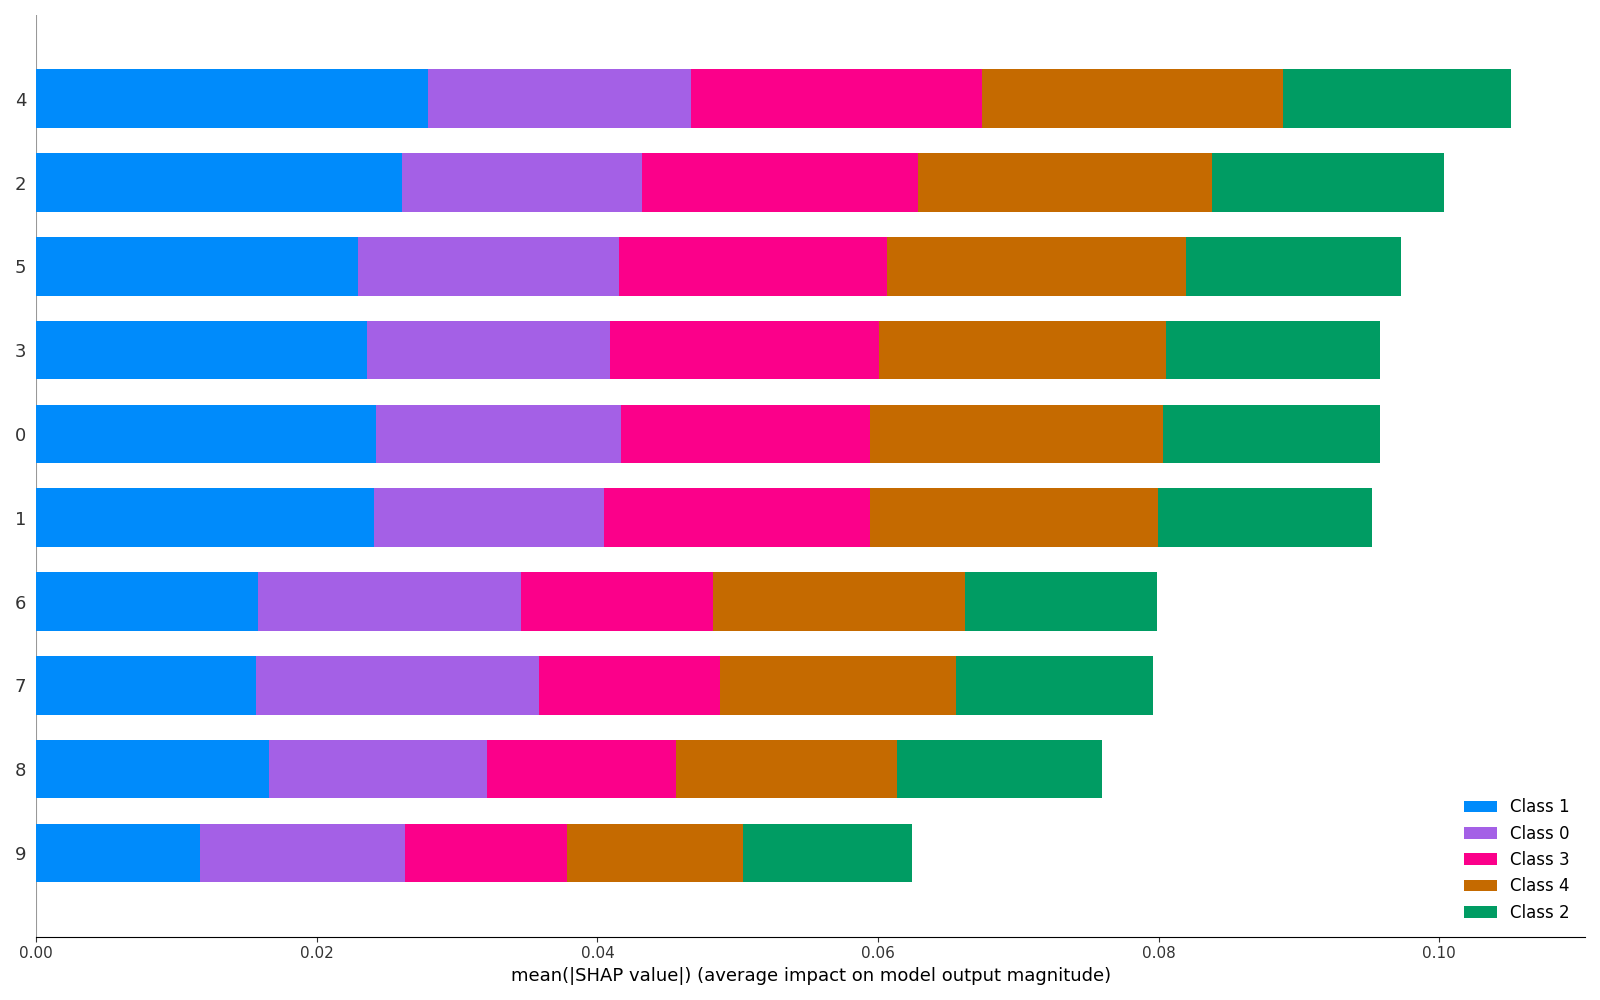 4
2
5
3
0
1
6
7
8
9
Class 1
Class 0
Class 3
Class 4
Class 2
0.00 0.02 0.04 0.06 0.08 0.10
mean(|SHAP value|) (average impact on model output magnitude)